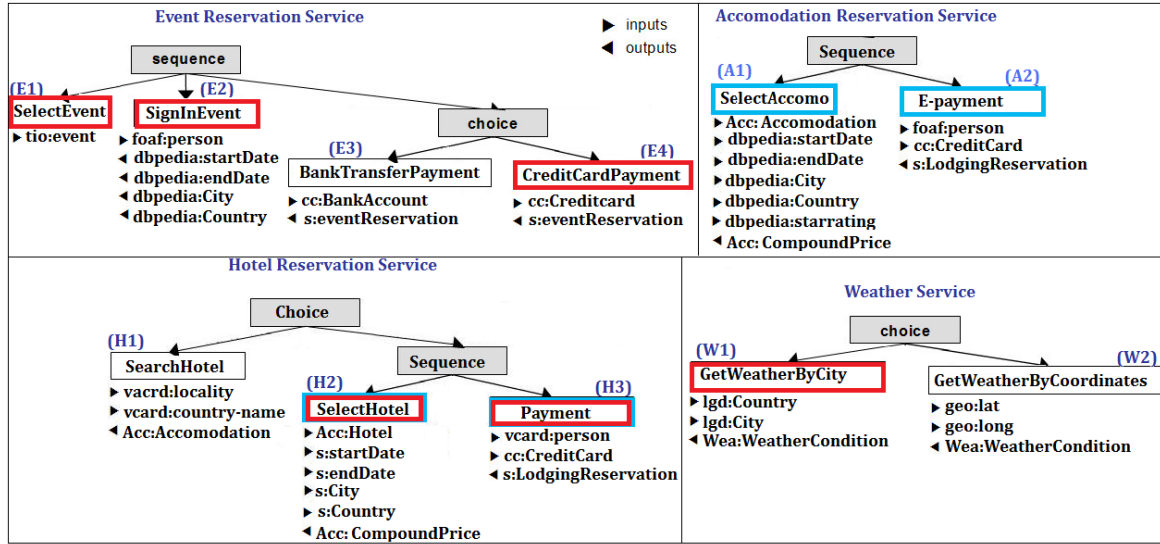 Event Reservation Service
▶ inputs
◀ outputs
sequence
(E1)
(E2)
SelectEvent
SignInEvent
▶ tio:event
▶ foaf:person
◀ dbpedia:startDate
◀ dbpedia:endDate
◀ dbpedia:City
◀ dbpedia:Country
choice
(E3)
(E4)
BankTransferPayment
CreditCardPayment
▶ cc:BankAccount
◀ s:eventReservation
▶ cc:Creditcard
◀ s:eventReservation
Accomodation Reservation Service
Sequence
(A1)
(A2)
SelectAccomo
E-payment
▶ Acc: Accomodation
▶ dbpedia:startDate
▶ dbpedia:endDate
▶ dbpedia:City
▶ dbpedia:Country
▶ dbpedia:starrating
◀ Acc: CompoundPrice
▶ foaf:person
▶ cc:CreditCard
◀ s:LodgingReservation
Hotel Reservation Service
Choice
(H1)
SearchHotel
▶ vacrd:locality
▶ vcard:country-name
◀ Acc:Accomodation
Sequence
(H2)
(H3)
SelectHotel
Payment
▶ Acc:Hotel
▶ s:startDate
▶ s:endDate
▶ s:City
▶ s:Country
◀ Acc: CompoundPrice
▶ vcard:person
▶ cc:CreditCard
◀ s:LodgingReservation
Weather Service
choice
(W1)
(W2)
GetWeatherByCity
GetWeatherByCoordinates
▶ lgd:Country
▶ lgd:City
◀ Wea:WeatherCondition
▶ geo:lat
▶ geo:long
◀ Wea:WeatherCondition